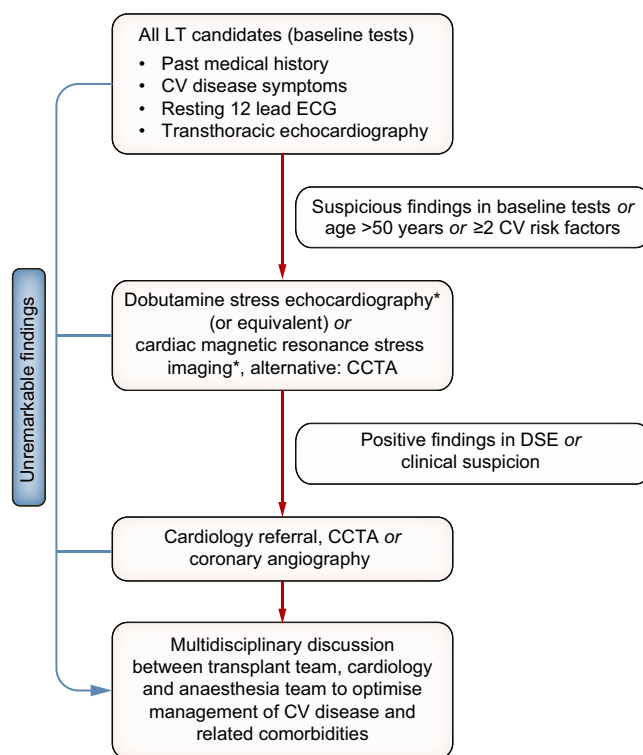 All LT candidates (baseline tests)
• Past medical history
• CV disease symptoms
• Resting 12 lead ECG
• Transthoracic echocardiography
Suspicious findings in baseline tests or
age >50 years or ≥2 CV risk factors
Unremarkable findings
Dobutamine stress echocardiography*
(or equivalent) or
cardiac magnetic resonance stress
imaging*, alternative: CCTA
Positive findings in DSE or
clinical suspicion
Cardiology referral, CCTA or
coronary angiography
Multidisciplinary discussion
between transplant team, cardiology
and anaesthesia team to optimise
management of CV disease and
related comorbidities